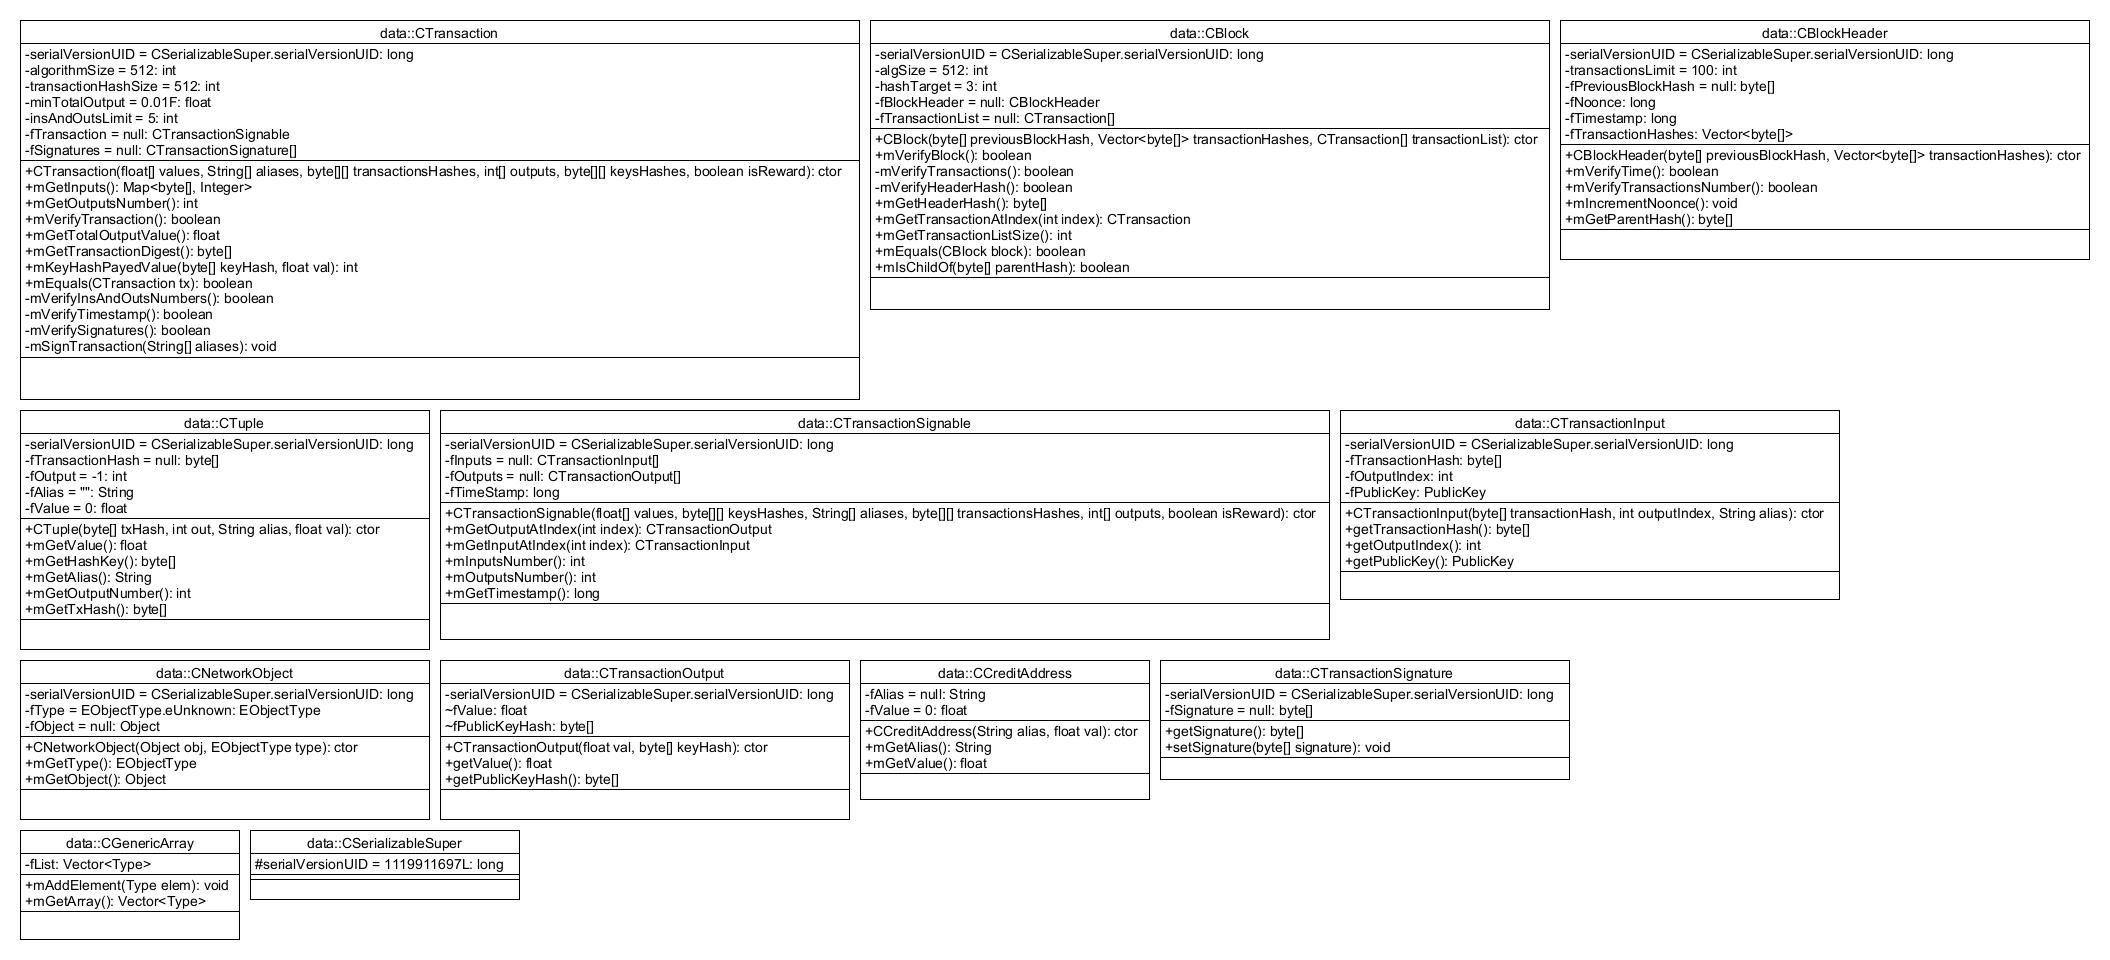 data::CTransaction
-serialVersionUID = CSerializableSuper.serialVersionUID: long
-algorithmSize = 512: int
-transactionHashSize = 512: int
-minTotalOutput = 0.01F: float
-insAndOutsLimit = 5: int
-fTransaction = null: CTransactionSignable
-fSignatures = null: CTransactionSignature[]
+CTransaction(float[] values, String[] aliases, byte[][] transactionsHashes, int[] outputs, byte[][] keysHashes, boolean isReward): ctor
+mGetInputs(): Map<byte[], Integer>
+mGetOutputsNumber(): int
+mVerifyTransaction(): boolean
+mGetTotalOutputValue(): float
+mGetTransactionDigest(): byte[]
+mKeyHashPayedValue(byte[] keyHash, float val): int
+mEquals(CTransaction tx): boolean
-mVerifyInsAndOutsNumbers(): boolean
-mVerifyTimestamp(): boolean
-mVerifySignatures(): boolean
-mSignTransaction(String[] aliases): void
data::CBlock
-serialVersionUID = CSerializableSuper.serialVersionUID: long
-algSize = 512: int
-hashTarget = 3: int
-fBlockHeader = null: CBlockHeader
-fTransactionList = null: CTransaction[]
+CBlock(byte[] previousBlockHash, Vector<byte[]> transactionHashes, CTransaction[] transactionList): ctor
+mVerifyBlock(): boolean
-mVerifyTransactions(): boolean
-mVerifyHeaderHash(): boolean
+mGetHeaderHash(): byte[]
+mGetTransactionAtIndex(int index): CTransaction
+mGetTransactionListSize(): int
+mEquals(CBlock block): boolean
+mIsChildOf(byte[] parentHash): boolean
data::CBlockHeader
-serialVersionUID = CSerializableSuper.serialVersionUID: long
-transactionsLimit = 100: int
-fPreviousBlockHash = null: byte[]
-fNoonce: long
-fTimestamp: long
-fTransactionHashes: Vector<byte[]>
+CBlockHeader(byte[] previousBlockHash, Vector<byte[]> transactionHashes): ctor
+mVerifyTime(): boolean
+mVerifyTransactionsNumber(): boolean
+mIncrementNoonce(): void
+mGetParentHash(): byte[]
data::CTuple
-serialVersionUID = CSerializableSuper.serialVersionUID: long
-fTransactionHash = null: byte[]
-fOutput = -1: int
-fAlias = "": String
-fValue = 0: float
+CTuple(byte[] txHash, int out, String alias, float val): ctor
+mGetValue(): float
+mGetHashKey(): byte[]
+mGetAlias(): String
+mGetOutputNumber(): int
+mGetTxHash(): byte[]
data::CTransactionSignable
-serialVersionUID = CSerializableSuper.serialVersionUID: long
-fInputs = null: CTransactionInput[]
-fOutputs = null: CTransactionOutput[]
-fTimeStamp: long
+CTransactionSignable(float[] values, byte[][] keysHashes, String[] aliases, byte[][] transactionsHashes, int[] outputs, boolean isReward): ctor
+mGetOutputAtIndex(int index): CTransactionOutput
+mGetInputAtIndex(int index): CTransactionInput
+mInputsNumber(): int
+mOutputsNumber(): int
+mGetTimestamp(): long
data::CTransactionInput
-serialVersionUID = CSerializableSuper.serialVersionUID: long
-fTransactionHash: byte[]
-fOutputIndex: int
-fPublicKey: PublicKey
+CTransactionInput(byte[] transactionHash, int outputIndex, String alias): ctor
+getTransactionHash(): byte[]
+getOutputIndex(): int
+getPublicKey(): PublicKey
data::CNetworkObject
-serialVersionUID = CSerializableSuper.serialVersionUID: long
-fType = EObjectType.eUnknown: EObjectType
-fObject = null: Object
+CNetworkObject(Object obj, EObjectType type): ctor
+mGetType(): EObjectType
+mGetObject(): Object
data::CTransactionOutput
-serialVersionUID = CSerializableSuper.serialVersionUID: long
~fValue: float
~fPublicKeyHash: byte[]
+CTransactionOutput(float val, byte[] keyHash): ctor
+getValue(): float
+getPublicKeyHash(): byte[]
data::CCreditAddress
-fAlias = null: String
-fValue = 0: float
+CCreditAddress(String alias, float val): ctor
+mGetAlias(): String
+mGetValue(): float
data::CTransactionSignature
-serialVersionUID = CSerializableSuper.serialVersionUID: long
-fSignature = null: byte[]
+getSignature(): byte[]
+setSignature(byte[] signature): void
data::CGenericArray
-fList: Vector<Type>
+mAddElement(Type elem): void
+mGetArray(): Vector<Type>
data::CSerializableSuper
#serialVersionUID = 1119911697L: long